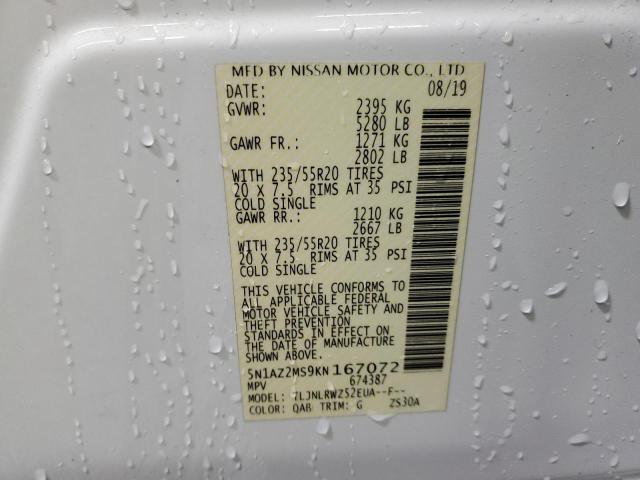 MFD BY NISSAN MOTOR CO., LTD
DATE: 08/19
GVWR: 2395 KG
5280 LB
GAWR FR.: 1271 KG
2802 LB
WITH 235/55R20 TIRES
20 X 7.5 RIMS AT 35 PSI
COLD SINGLE
GAWR RR.: 1210 KG
2667 LB
WITH 235/55R20 TIRES
20 X 7.5 RIMS AT 35 PSI
COLD SINGLE
THIS VEHICLE CONFORMS TO
ALL APPLICABLE FEDERAL
MOTOR VEHICLE SAFETY AND
THEFT PREVENTION
STANDARDS IN EFFECT ON
THE DATE OF MANUFACTURE
SHOWN ABOVE.
5N1AZ2MS9KN167072
MPV 674387
MODEL: 7LJNLRWZ52EUA--F--
COLOR: QAB TRIM: G ZS30A